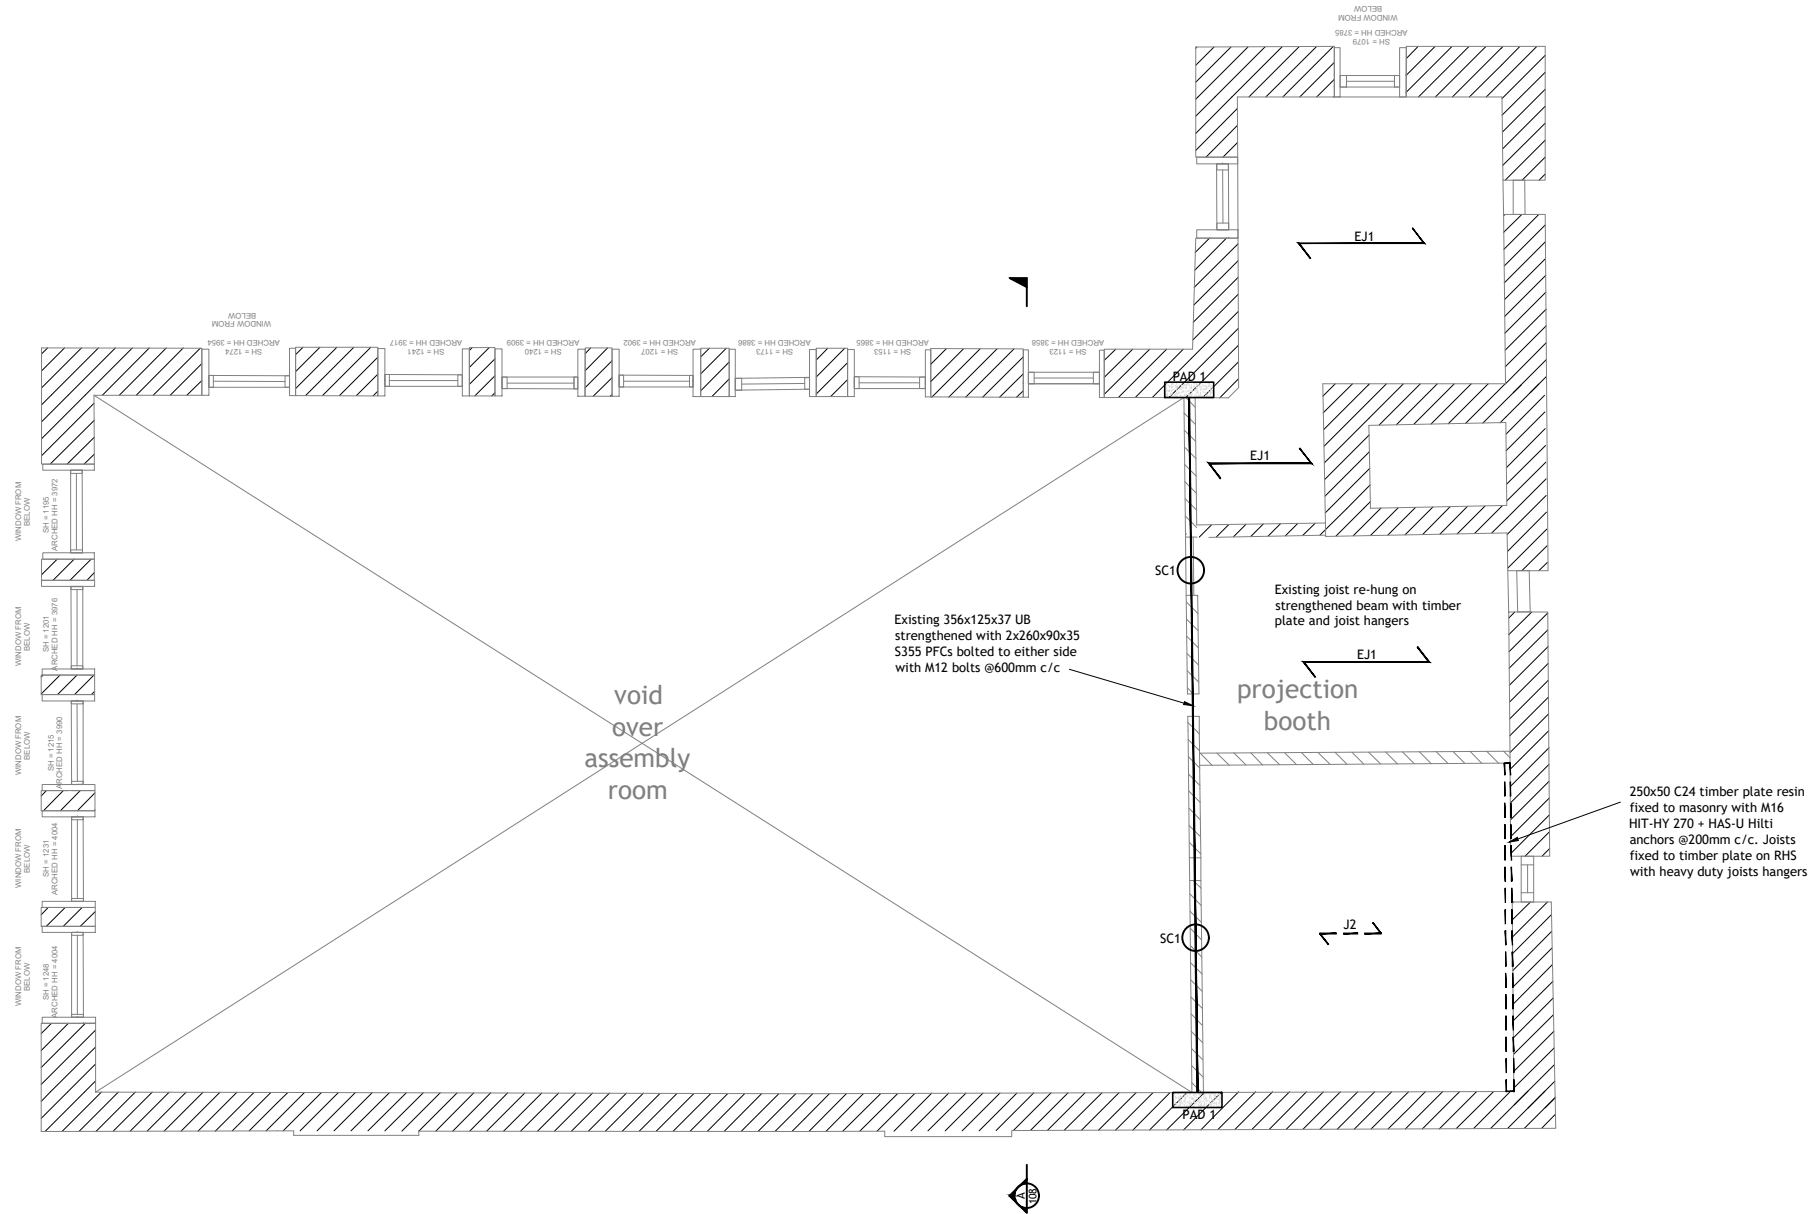 WINDOW FROM
BELOW
SH = 1079
ARCHED HH = 3785
EJ1
WINDOW FROM
BELOW
SH = 1274
ARCHED HH = 3954
SH = 1241
ARCHED HH = 3917
SH = 1240
ARCHED HH = 3909
SH = 1207
ARCHED HH = 3902
SH = 1173
ARCHED HH = 3886
SH = 1153
ARCHED HH = 3865
SH = 1123
ARCHED HH = 3858
PAD 1
EJ1
WINDOW FROM
BELOW
SH = 1195
ARCHED HH = 3972
SC1
Existing joist re-hung on
strengthened beam with timber
plate and joist hangers
WINDOW FROM
BELOW
SH = 1201
ARCHED HH = 3976
Existing 356x125x37 UB
strengthened with 2x260x90x35
S355 PFCs bolted to either side
with M12 bolts @600mm c/c
EJ1
void
over
assembly
room
projection
booth
WINDOW FROM
BELOW
SH = 1215
ARCHED HH = 3990
250x50 C24 timber plate resin
fixed to masonry with M16
HIT-HY 270 + HAS-U Hilti
anchors @200mm c/c. Joists
fixed to timber plate on RHS
with heavy duty joists hangers
WINDOW FROM
BELOW
SH = 1231
ARCHED HH = 4004
J2
SC1
WINDOW FROM
BELOW
SH = 1248
ARCHED HH = 4004
PAD 1
A
108